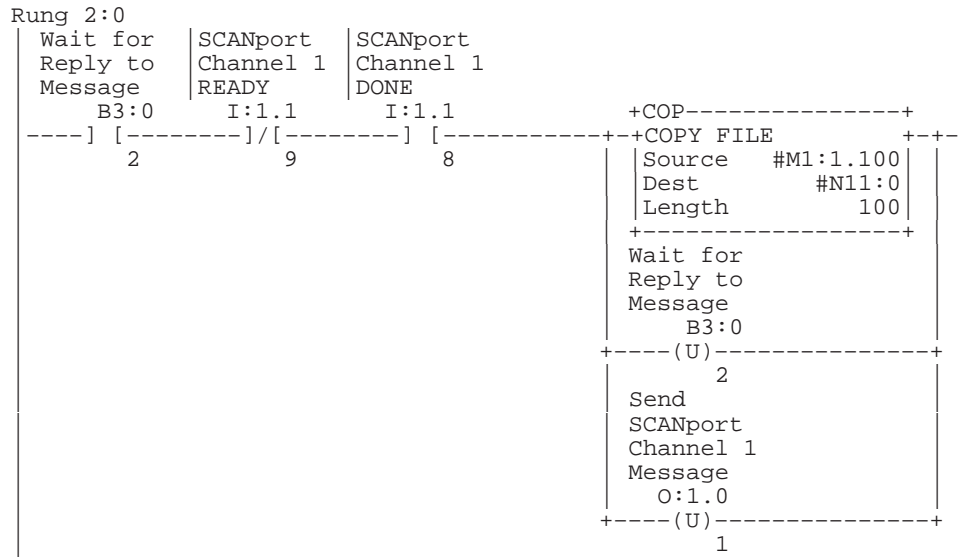 Rung 2:0
Wait for |SCANport |SCANport
Reply to |Channel 1 |Channel 1
Message |READY |DONE
B3:0 I:1.1 I:1.1 +COP---------------+
|----] [--------]/[--------] [-----------+-+COPY FILE +-+-
2 9 8 | |Source #M1:1.100| |
| |Dest #N11:0| |
| |Length 100| |
| +------------------+ |
Wait for
Reply to
Message
B3:0
+----(U)---------------+
2
Send
SCANport
Channel 1
Message
O:1.0
+----(U)---------------+
1